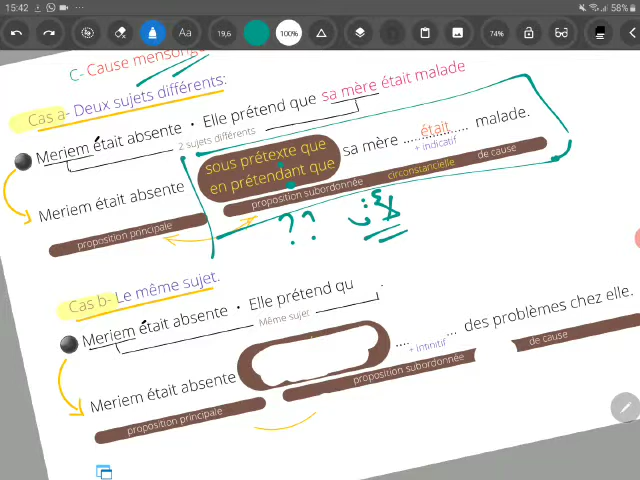 15:42 58%
Aa 19,6 100% 74%
C- Cause mensong
Cas a- Deux sujets différents:
Meriem était absente • Elle prétend que sa mère était malade
2 sujets différents
Meriem était absente sous prétexte que en prétendant que sa mère ...était... malade.
+ indicatif
proposition principale proposition subordonnée circonstancielle de cause
??
Cas b- Le même sujet.
Meriem était absente • Elle prétend qu .
Même sujet
Meriem était absente .... ... des problèmes chez elle.
+ infinitif
proposition principale proposition subordonnée de cause